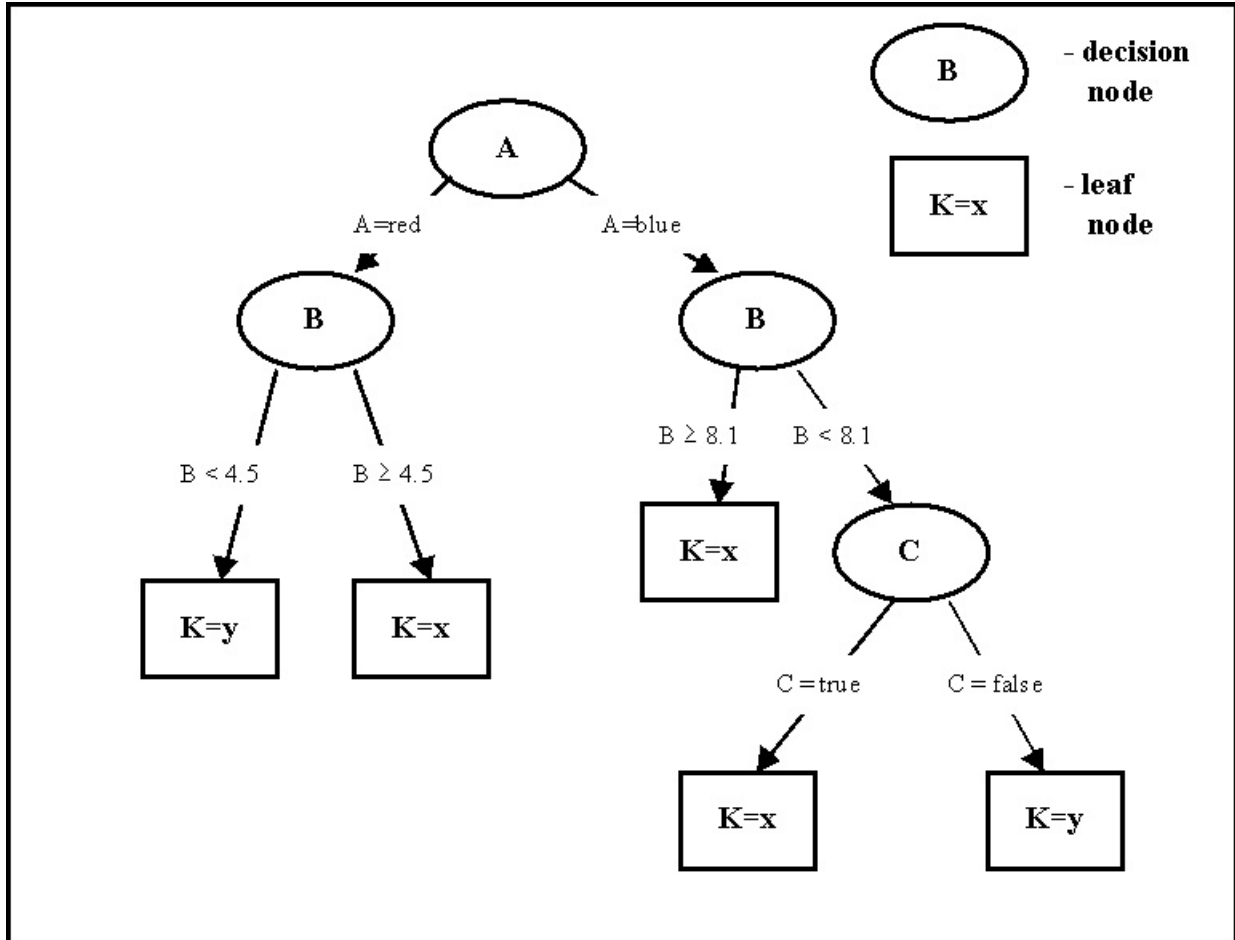 B
- decision
node
A
K=x
- leaf
node
A=red
A=blue
B
B
B ≥ 8.1
B < 8.1
B < 4.5
B ≥ 4.5
K=x
C
K=y
K=x
C=true
C=false
K=x
K=y